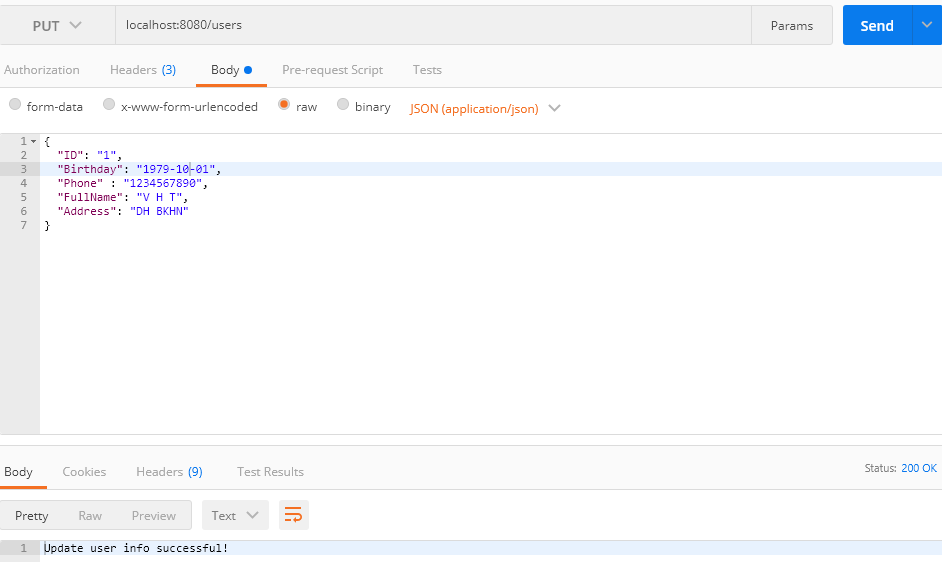 PUT localhost:8080/users Params Send
Authorization Headers (3) Body Pre-request Script Tests
form-data x-www-form-urlencoded raw binary JSON (application/json)
1 {
2 "ID": "1",
3 "Birthday": "1979-10-01",
4 "Phone" : "1234567890",
5 "FullName": "V H T",
6 "Address": "DH BKHN"
7 }
Body Cookies Headers (9) Test Results Status: 200 OK
Pretty Raw Preview Text
1 Update user info successful!